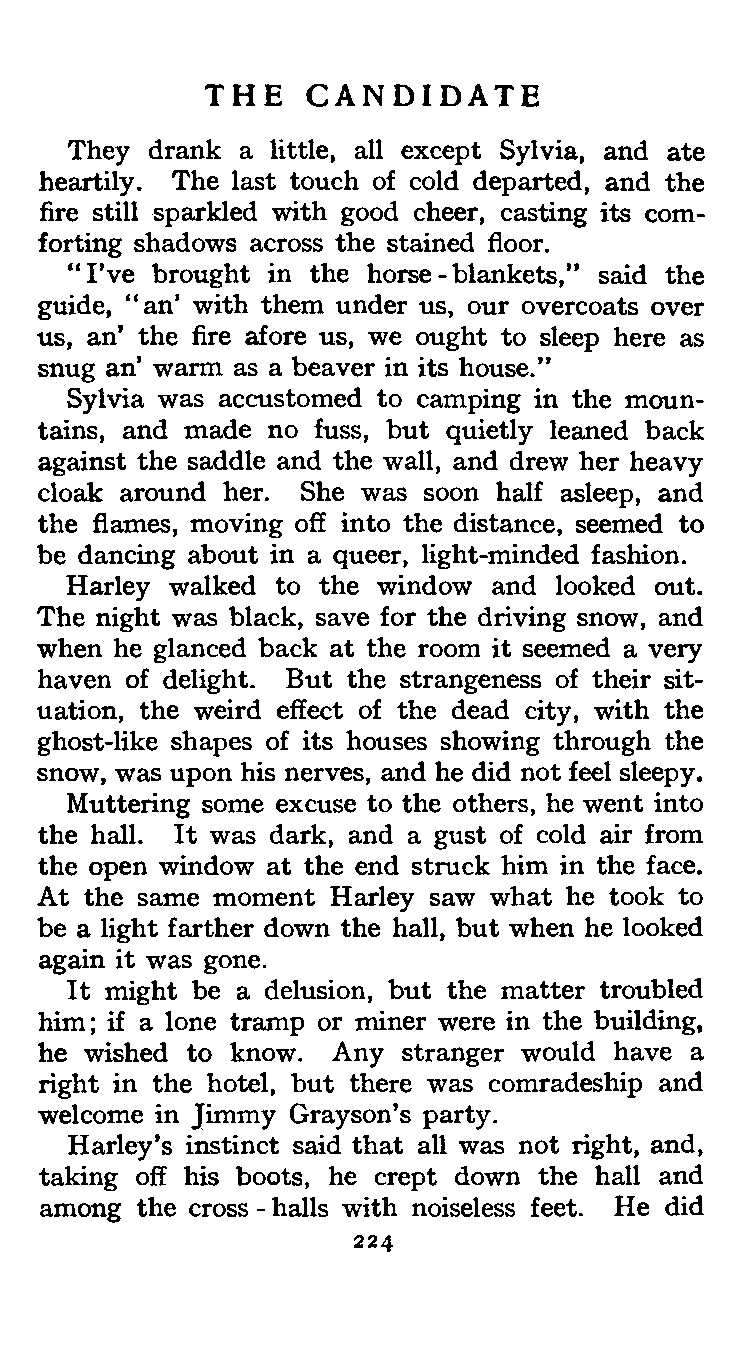 THE CANDIDATE
They drank a little, all except Sylvia, and ate
heartily. The last touch of cold departed, and the
fire still sparkled with good cheer, casting its com-
forting shadows across the stained floor.
"I've brought in the horse-blankets," said the
guide, "an' with them under us, our overcoats over
us, an' the fire afore us, we ought to sleep here as
snug an' warm as a beaver in its house."
Sylvia was accustomed to camping in the moun-
tains, and made no fuss, but quietly leaned back
against the saddle and the wall, and drew her heavy
cloak around her. She was soon half asleep, and
the flames, moving off into the distance, seemed to
be dancing about in a queer, light-minded fashion.
Harley walked to the window and looked out.
The night was black, save for the driving snow, and
when he glanced back at the room it seemed a very
haven of delight. But the strangeness of their sit-
uation, the weird effect of the dead city, with the
ghost-like shapes of its houses showing through the
snow, was upon his nerves, and he did not feel sleepy.
Muttering some excuse to the others, he went into
the hall. It was dark, and a gust of cold air from
the open window at the end struck him in the face.
At the same moment Harley saw what he took to
be a light farther down the hall, but when he looked
again it was gone.
It might be a delusion, but the matter troubled
him; if a lone tramp or miner were in the building,
he wished to know. Any stranger would have a
right in the hotel, but there was comradeship and
welcome in Jimmy Grayson's party.
Harley's instinct said that all was not right, and,
taking off his boots, he crept down the hall and
among the cross-halls with noiseless feet. He did
224